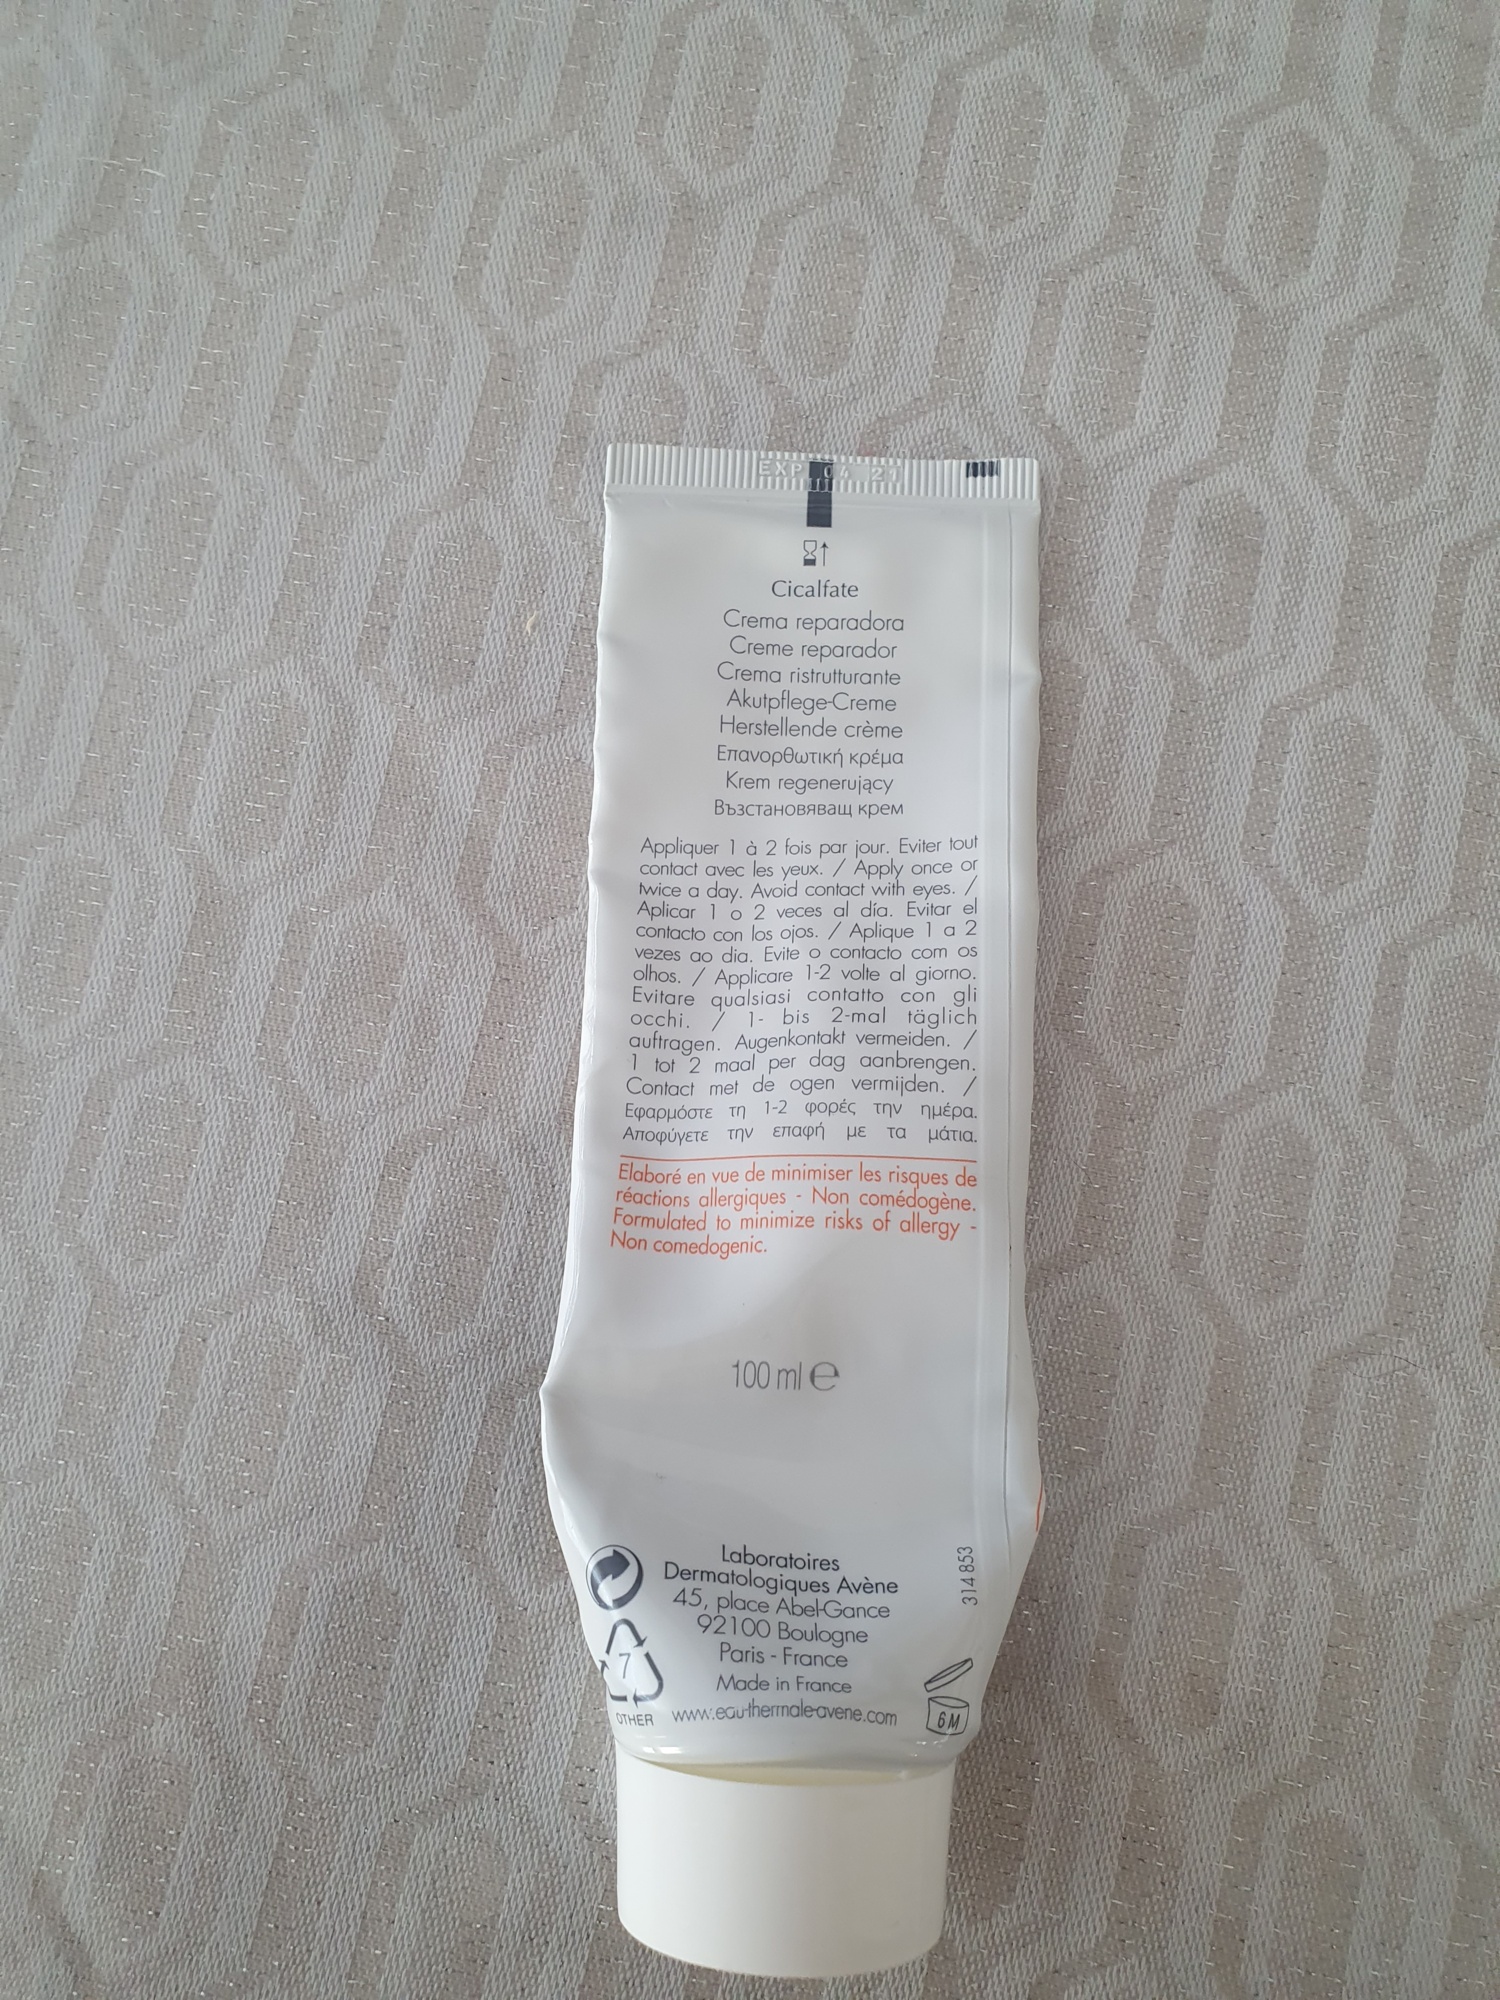 EXP 04 21
Cicalfate
Crema reparadora
Creme reparador
Crema ristrutturante
Akutpflege-Creme
Herstellende crème
Επανορθωτική κρέμα
Krem regenerujący
Възстановяващ крем
Appliquer 1 à 2 fois par jour. Eviter tout
contact avec les yeux. / Apply once or
twice a day. Avoid contact with eyes. /
Aplicar 1 o 2 veces al día. Evitar el
contacto con los ojos. / Aplique 1 a 2
vezes ao dia. Evite o contacto com os
olhos. / Applicare 1-2 volte al giorno.
Evitare qualsiasi contatto con gli
occhi. / 1- bis 2-mal täglich
auftragen. Augenkontakt vermeiden. /
1 tot 2 maal per dag aanbrengen.
Contact met de ogen vermijden. /
Εφαρμόστε τη 1-2 φορές την ημέρα.
Αποφύγετε την επαφή με τα μάτια.
Elaboré en vue de minimiser les risques de
réactions allergiques - Non comédogène.
Formulated to minimize risks of allergy -
Non comedogenic.
100 ml e
Laboratoires
Dermatologiques Avène
45, place Abel-Gance
92100 Boulogne
Paris - France
Made in France
www.eau-thermale-avene.com
7
OTHER
314 853
6 M